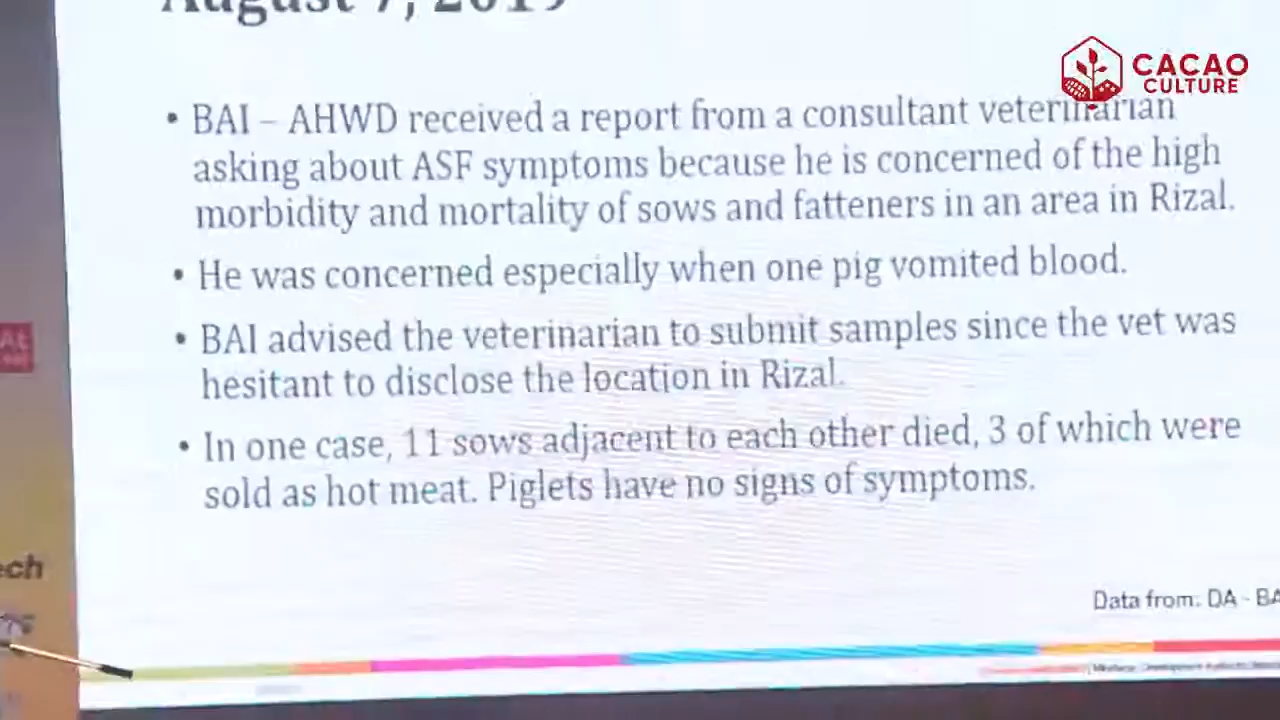 August 7, 2019
CACAO
CULTURE
• BAI – AHWD received a report from a consultant veterinarian
asking about ASF symptoms because he is concerned of the high
morbidity and mortality of sows and fatteners in an area in Rizal.
• He was concerned especially when one pig vomited blood.
• BAI advised the veterinarian to submit samples since the vet was
hesitant to disclose the location in Rizal.
• In one case, 11 sows adjacent to each other died, 3 of which were
sold as hot meat. Piglets have no signs of symptoms.
ech
Data from: DA - BA